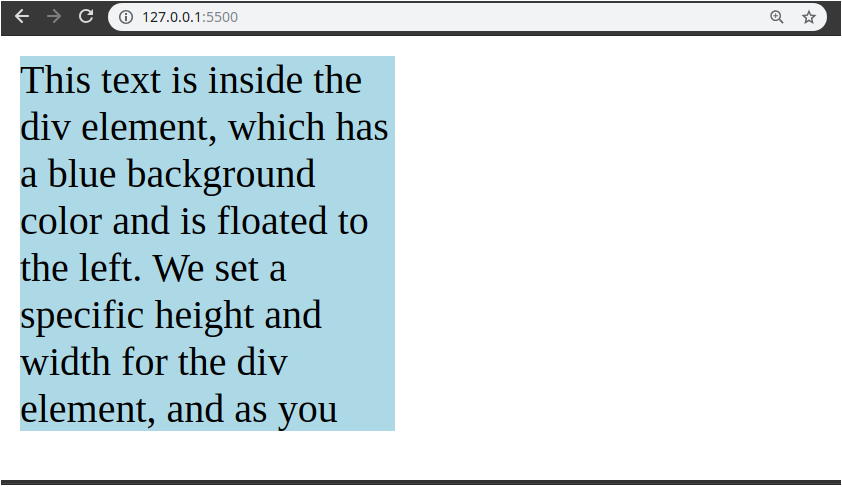 127.0.0.1:5500
This text is inside the
div element, which has
a blue background
color and is floated to
the left. We set a
specific height and
width for the div
element, and as you